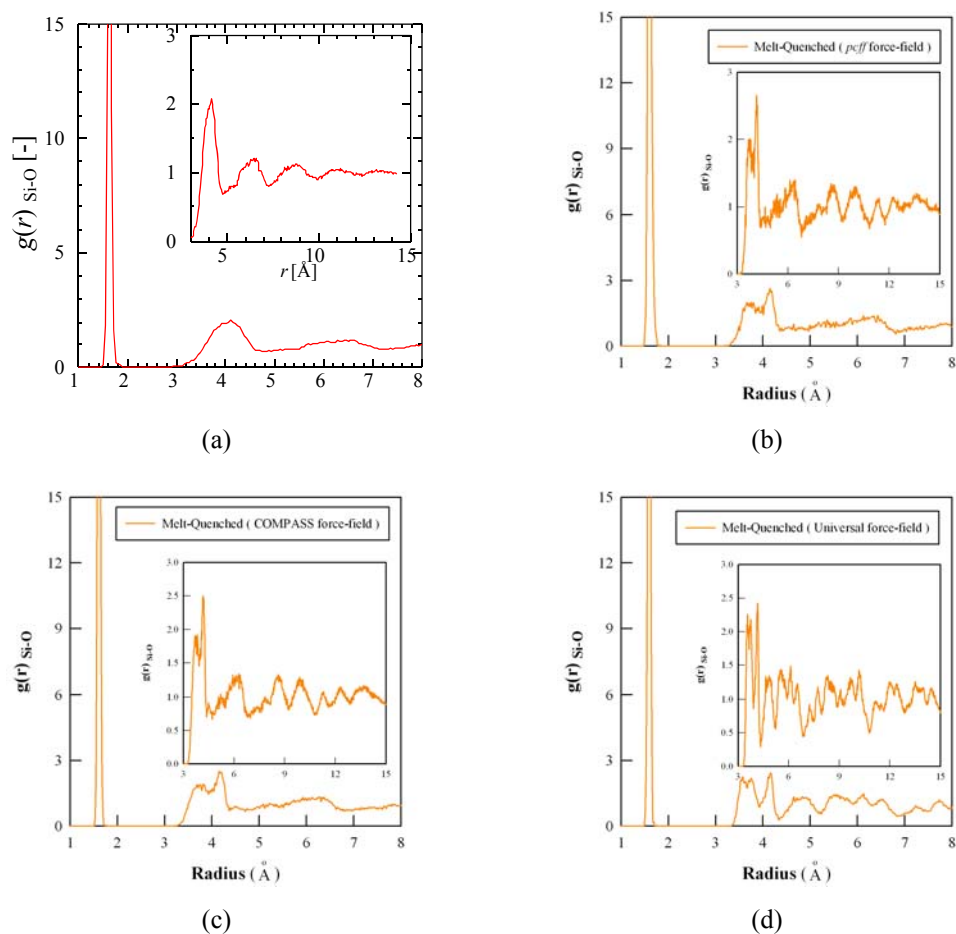 (a)
15
10
5
0
g(r) Si-O [-]
3
2
1
0
5 10 15
r [Å]
1 2 3 4 5 6 7 8
(a)
15
12
9
6
3
0
g(r) Si-O
Melt-Quenched ( pcff force-field )
3
2
1
0
g(r) Si-O
3 6 9 12 15
1 2 3 4 5 6 7 8
Radius ( Å )
(b)
15
12
9
6
3
0
g(r) Si-O
Melt-Quenched ( COMPASS force-field )
3.0
2.5
2.0
1.5
1.0
0.5
0.0
g(r) Si-O
3 6 9 12 15
1 2 3 4 5 6 7 8
Radius ( Å )
(c)
15
12
9
6
3
0
g(r) Si-O
Melt-Quenched ( Universal force-field )
3.0
2.5
2.0
1.5
1.0
0.5
0.0
g(r) Si-O
3 6 9 12 15
1 2 3 4 5 6 7 8
Radius ( Å )
(d)